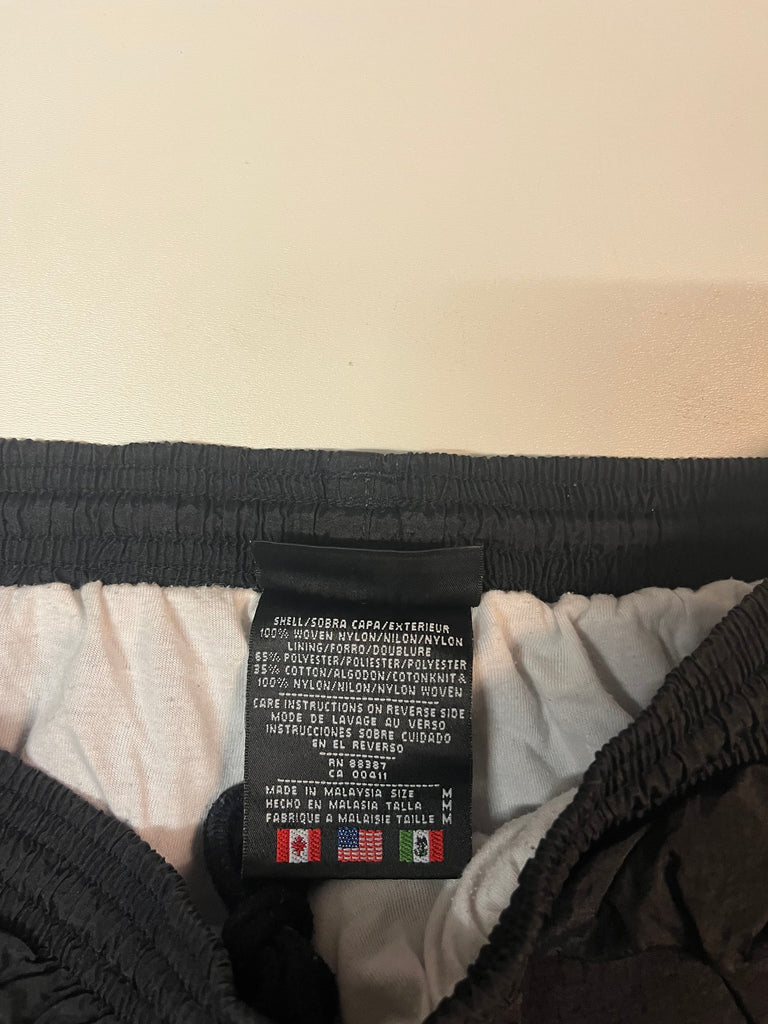 SHELL/SOBRA CAPA/EXTERIEUR
100% WOVEN NYLON/NILON/NYLON
LINING/FORRO/DOUBLURE
65% POLYESTER/POLIESTER/POLYESTER
35% COTTON/ALGODON/COTONKNIT &
100% NYLON/NILON/NYLON WOVEN
CARE INSTRUCTIONS ON REVERSE SIDE
MODE DE LAVAGE AU VERSO
INSTRUCCIONES SOBRE CUIDADO
EN EL REVERSO
RN 88387
CA 00411
MADE IN MALAYSIA SIZE M
HECHO EN MALASIA TALLA M
FABRIQUE A MALAISIE TAILLE M